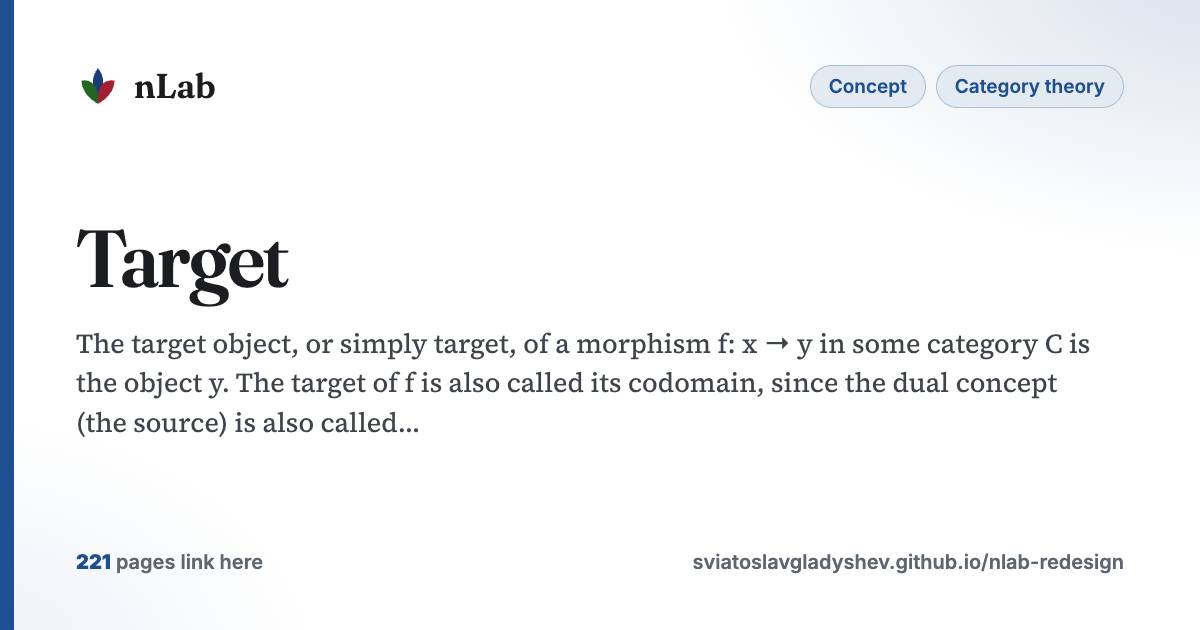 nLab
Concept
Category theory
Target
The target object, or simply target, of a morphism f: x → y in some category C is
the object y. The target of f is also called its codomain, since the dual concept
(the source) is also called...
221 pages link here
sviatoslavgladyshev.github.io/nlab-redesign